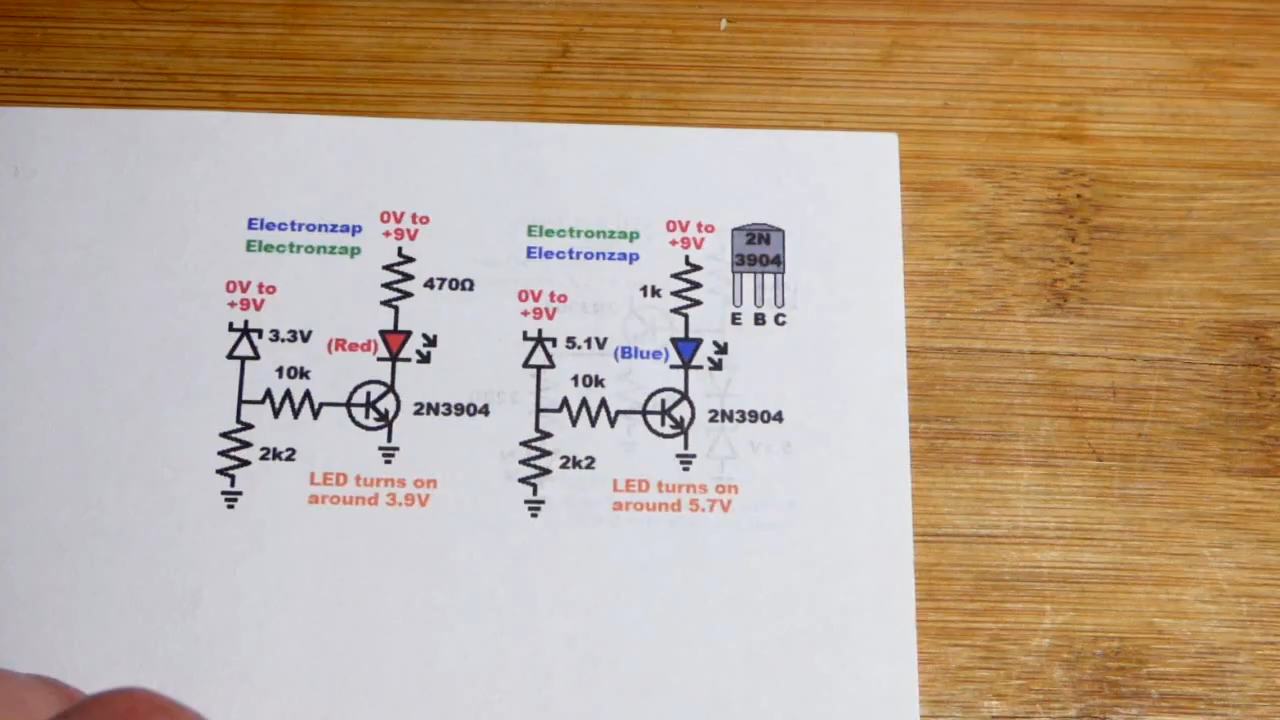 Electronzap
Electronzap
0V to
+9V
470Ω
0V to
+9V
3.3V
(Red)
10k
2N3904
2k2
LED turns on
around 3.9V
Electronzap
Electronzap
0V to
+9V
1k
2N
3904
E B C
0V to
+9V
5.1V
(Blue)
10k
2N3904
2k2
LED turns on
around 5.7V